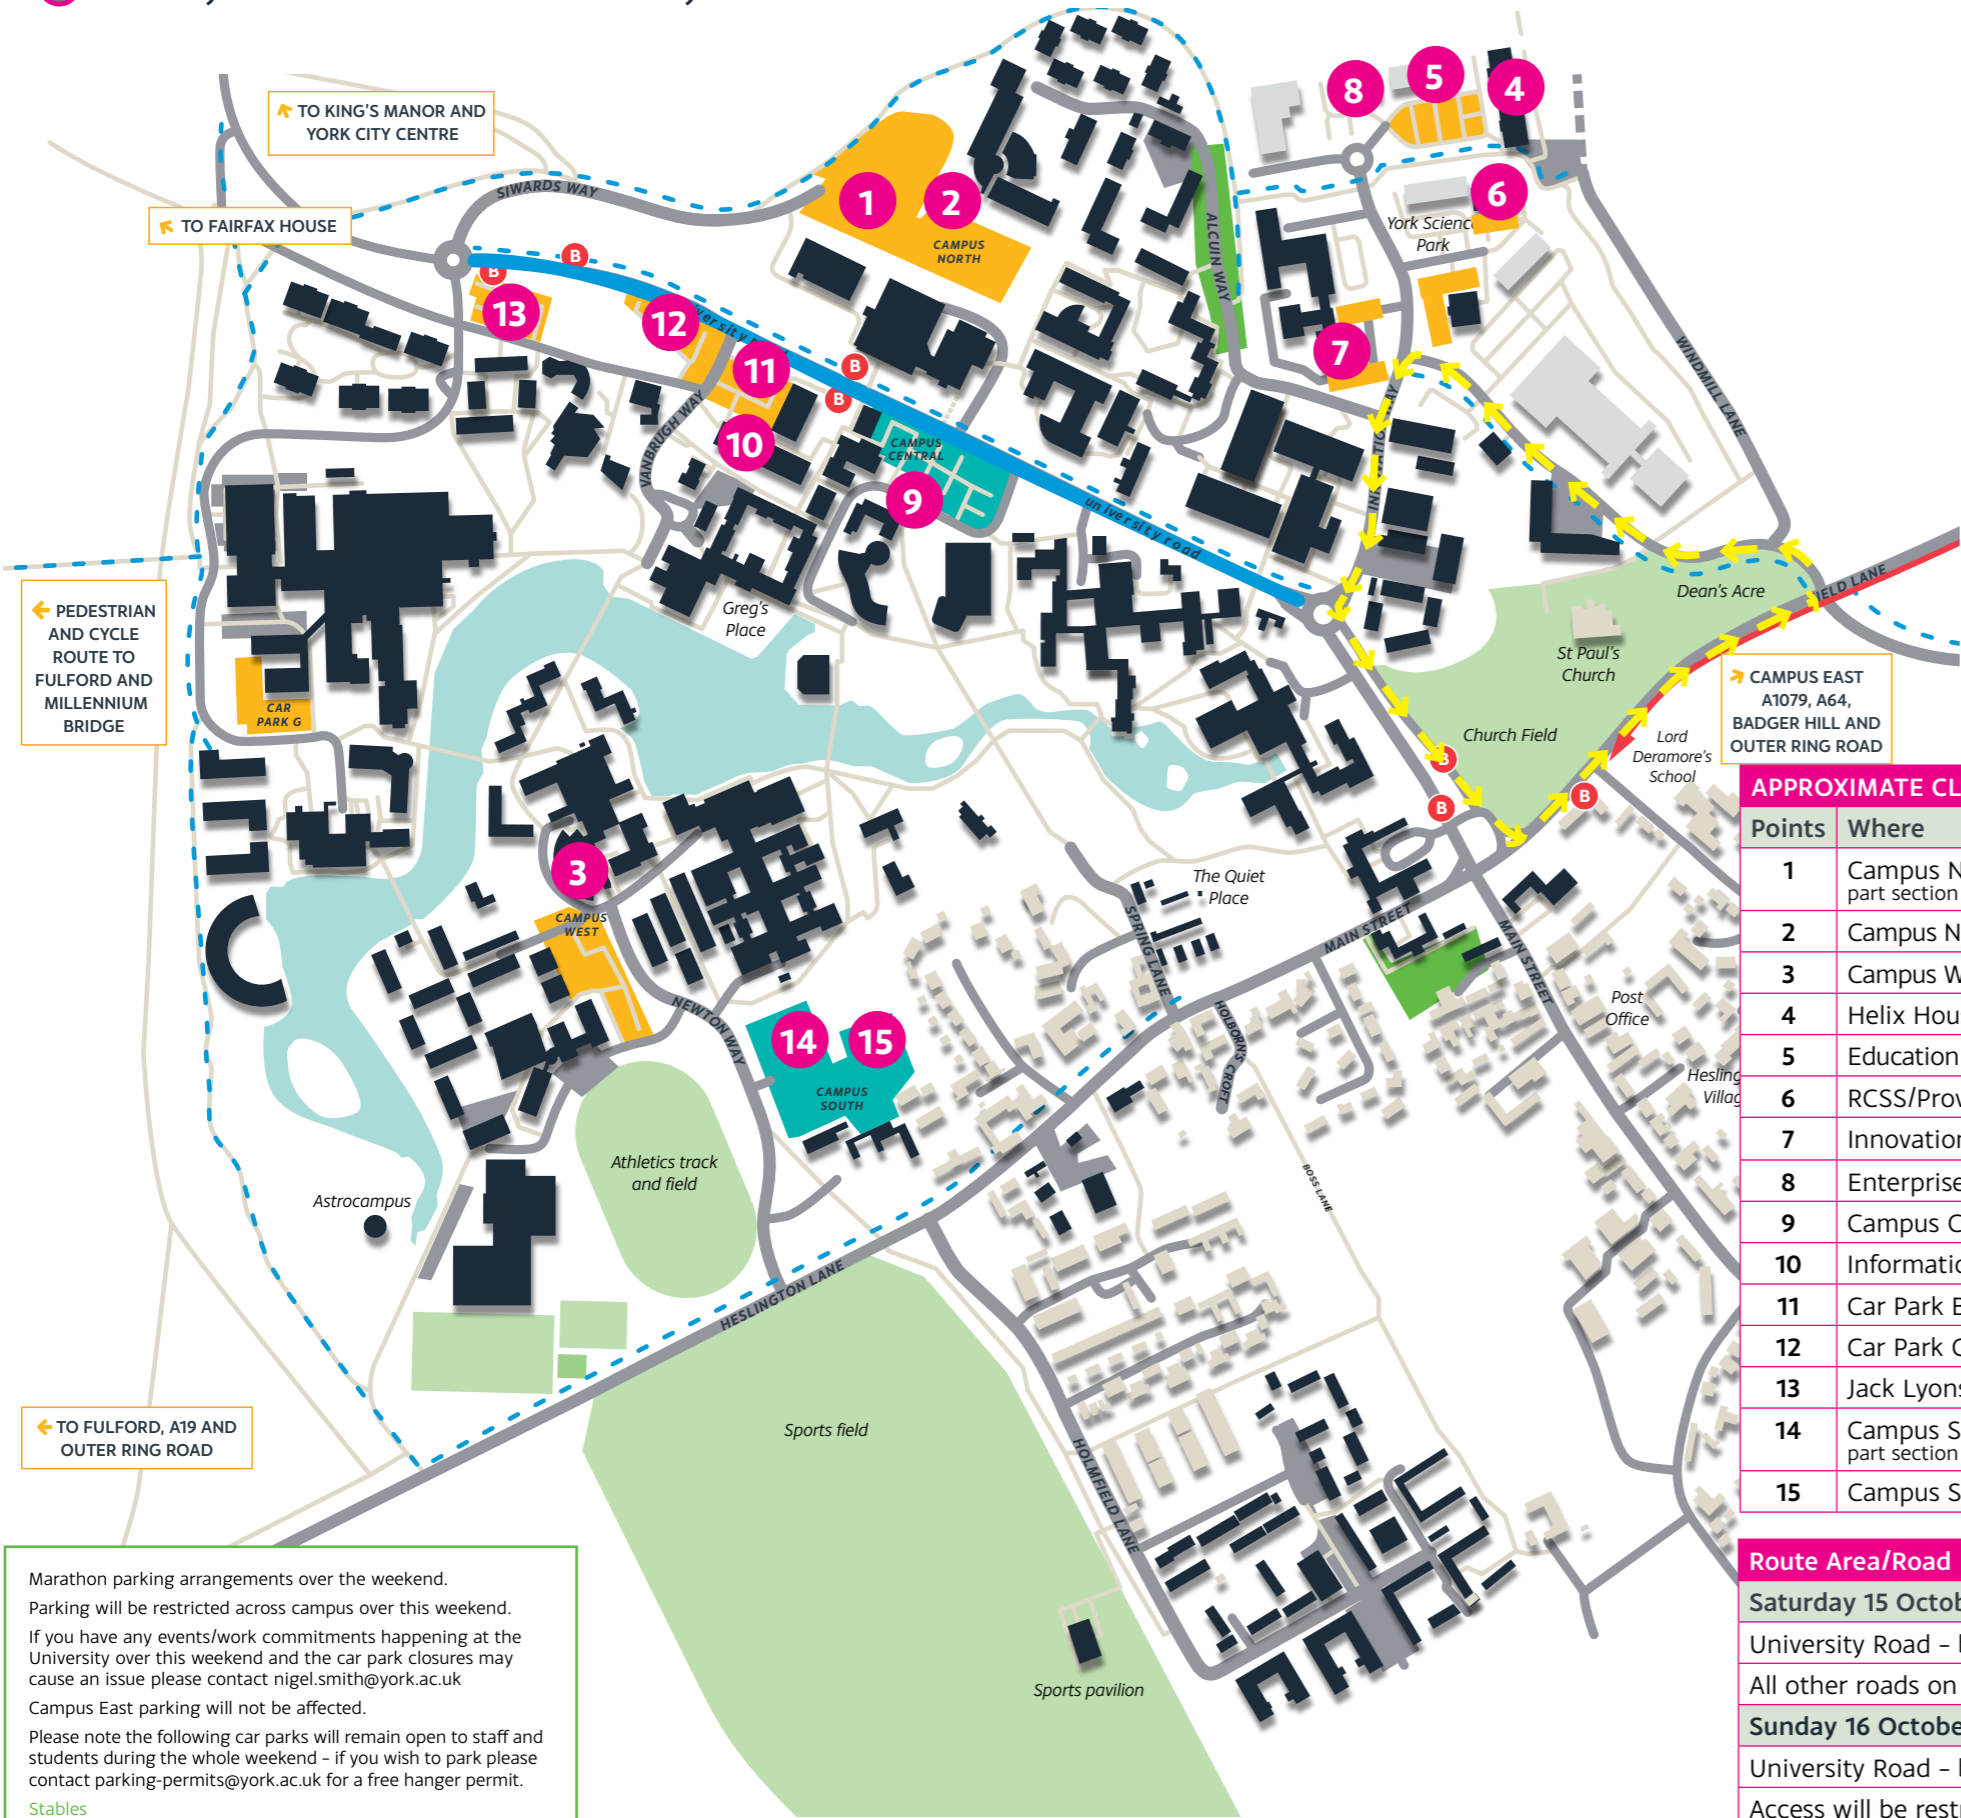 TO KING'S MANOR AND
YORK CITY CENTRE
TO FAIRFAX HOUSE
SIWARDS WAY
1
2
CAMPUS
NORTH
ALCUIN WAY
8
5
4
6
York Science
Park
7
WINDMILL LANE
B
B
13
12
11
B
B
10
VANBRUGH WAY
CAMPUS
CENTRAL
9
university road
Greg's
Place
Dean's Acre
St Paul's
Church
Church Field
Lord
Deramore's
School
B
B
B
CAMPUS EAST
A1079, A64,
BADGER HILL AND
OUTER RING ROAD
PEDESTRIAN
AND CYCLE
ROUTE TO
FULFORD AND
MILLENNIUM
BRIDGE
CAR
PARK G
3
CAMPUS
WEST
NEWTON WAY
14
15
CAMPUS
SOUTH
The Quiet
Place
SPRING LANE
MAIN STREET
MAIN STREET
HOLBORN'S CROFT
Post
Office
BOSS LANE
Astrocampus
Athletics track
and field
HESLINGTON LANE
Sports field
HOLMFIELD LANE
Sports pavilion
TO FULFORD, A19 AND
OUTER RING ROAD
APPROXIMATE CL
Points Where
1 Campus N
part section
2 Campus N
3 Campus W
4 Helix Hou
5 Education
6 RCSS/Prov
7 Innovation
8 Enterprise
9 Campus C
10 Informatio
11 Car Park B
12 Car Park C
13 Jack Lyons
14 Campus S
part section
15 Campus S
Route Area/Road
Saturday 15 Octob
University Road –
All other roads on
Sunday 16 Octobe
University Road –
Access will be restr
Marathon parking arrangements over the weekend.
Parking will be restricted across campus over this weekend.
If you have any events/work commitments happening at the
University over this weekend and the car park closures may
cause an issue please contact nigel.smith@york.ac.uk
Campus East parking will not be affected.
Please note the following car parks will remain open to staff and
students during the whole weekend – if you wish to park please
contact parking-permits@york.ac.uk for a free hanger permit.
Stables